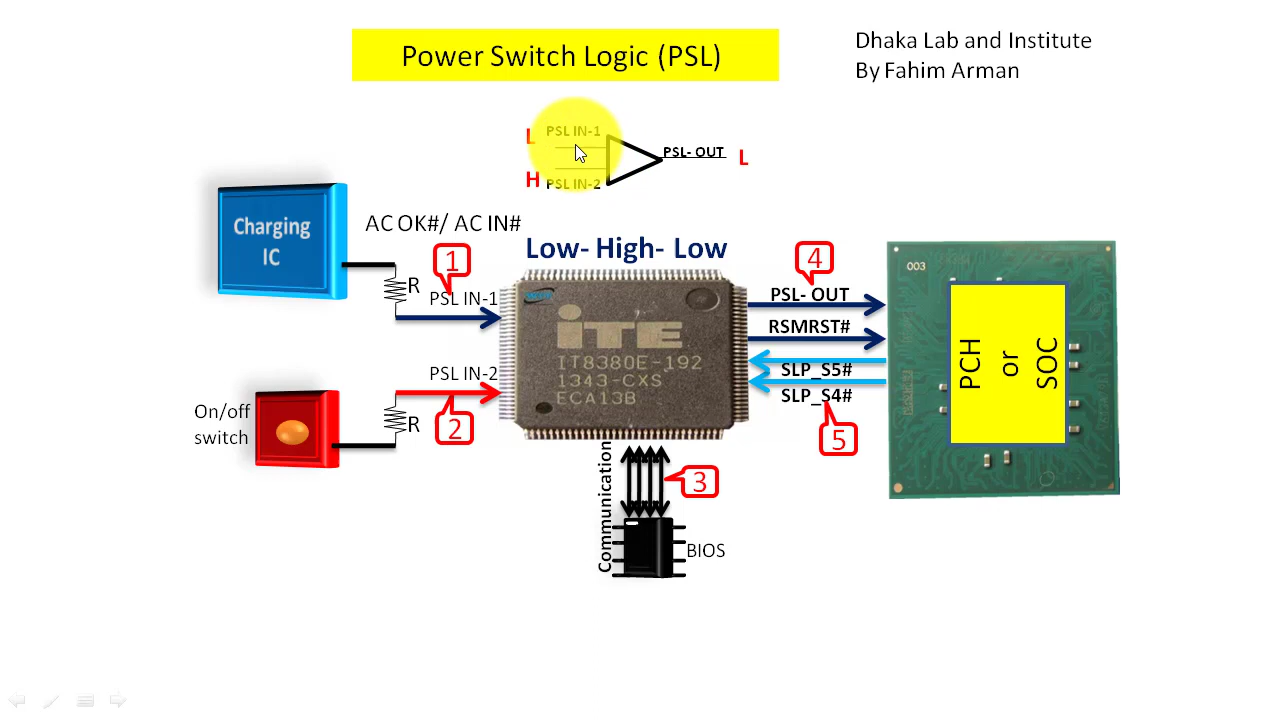 Power Switch Logic (PSL)
Dhaka Lab and Institute
By Fahim Arman
L
PSL IN-1
PSL- OUT
L
H
PSL IN-2
Charging
IC
AC OK#/ AC IN#
Low- High- Low
1
R
PSL IN-1
4
PSL- OUT
RSMRST#
SLP_S5#
SLP_S4#
5
003
PCH
or
SOC
iTE
IT8380E-192
1343-CXS
ECA13B
PSL IN-2
On/off
switch
R
2
Communication
3
BIOS